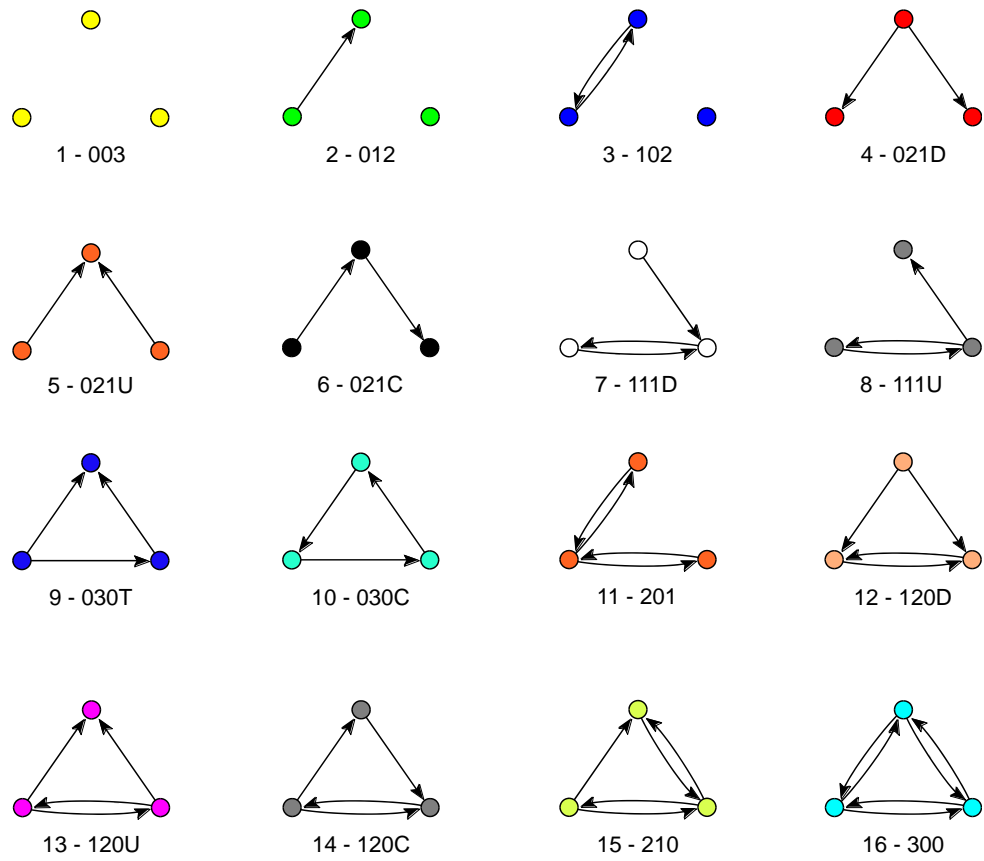 1 - 003
2 - 012
3 - 102
4 - 021D
5 - 021U
6 - 021C
7 - 111D
8 - 111U
9 - 030T
10 - 030C
11 - 201
12 - 120D
13 - 120U
14 - 120C
15 - 210
16 - 300